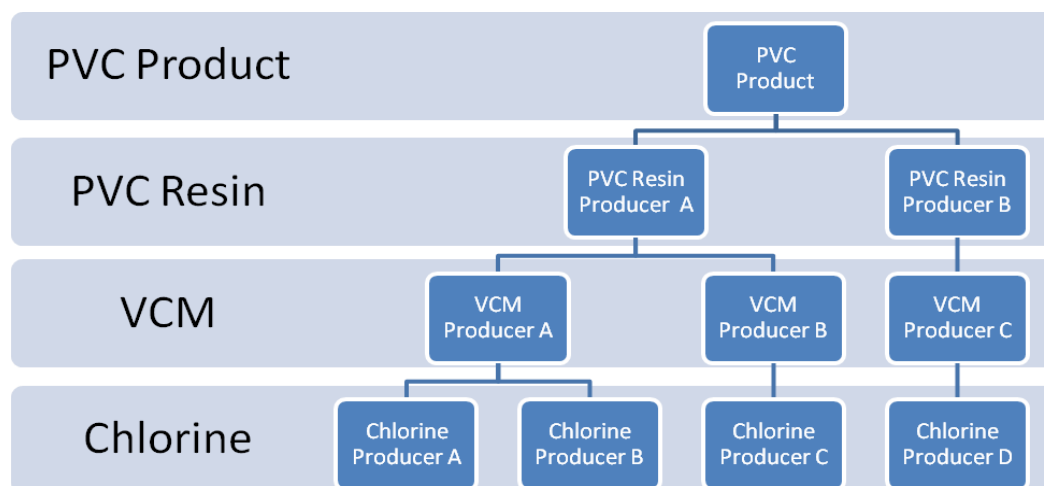 PVC Product
PVC
Product
PVC Resin
PVC Resin
Producer A
PVC Resin
Producer B
VCM
VCM
Producer A
VCM
Producer B
VCM
Producer C
Chlorine
Chlorine
Producer A
Chlorine
Producer B
Chlorine
Producer C
Chlorine
Producer D